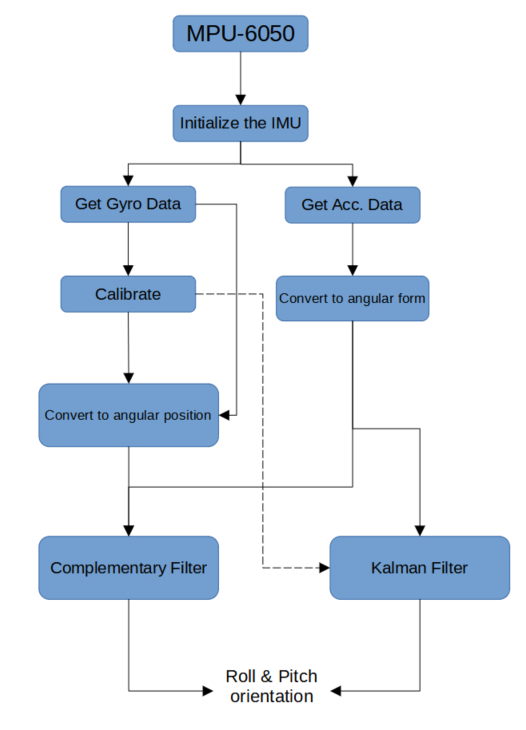 MPU-6050
Initialize the IMU
Get Gyro Data
Get Acc. Data
Calibrate
Convert to angular form
Convert to angular position
Complementary Filter
Kalman Filter
Roll & Pitch
orientation